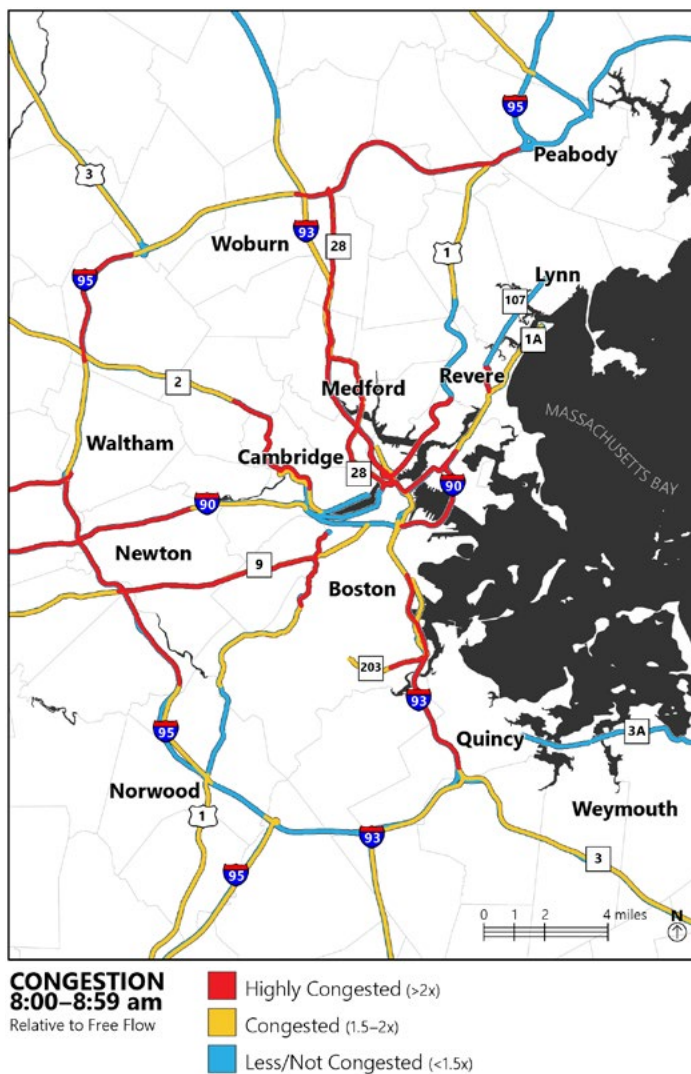 95
3
Peabody
Woburn
93
28
1
95
Lynn
107
1A
2
Medford
Revere
MASSACHUSETTS BAY
Waltham
Cambridge
28
90
90
Newton
9
Boston
203
93
Quincy
3A
95
Norwood
1
Weymouth
93
3
95
0 1 2 4 miles
N
CONGESTION
8:00–8:59 am
Relative to Free Flow
Highly Congested (>2x)
Congested (1.5–2x)
Less/Not Congested (<1.5x)